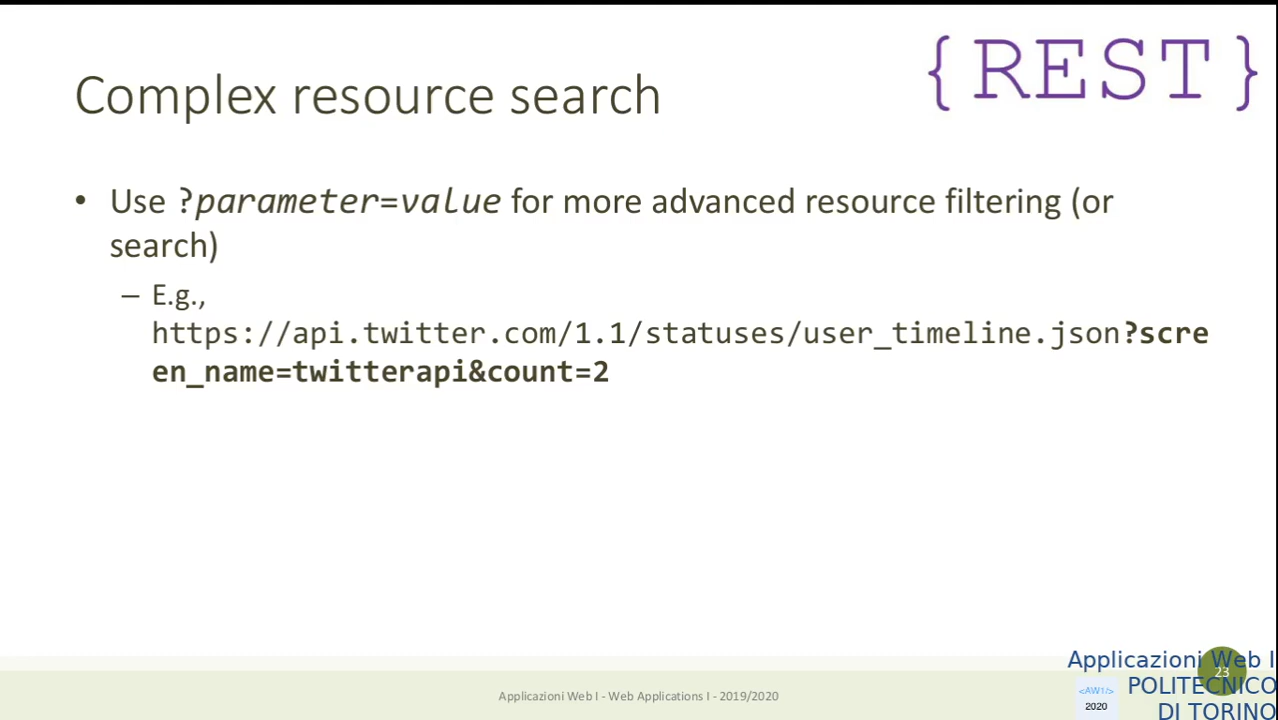 {REST}
Complex resource search
• Use ?parameter=value for more advanced resource filtering (or
search)
– E.g.,
https://api.twitter.com/1.1/statuses/user_timeline.json?scre
en_name=twitterapi&count=2
Applicazioni Web I - Web Applications I - 2019/2020
23
Applicazioni Web I
<AW1/>
2020
POLITECNICO
DI TORINO